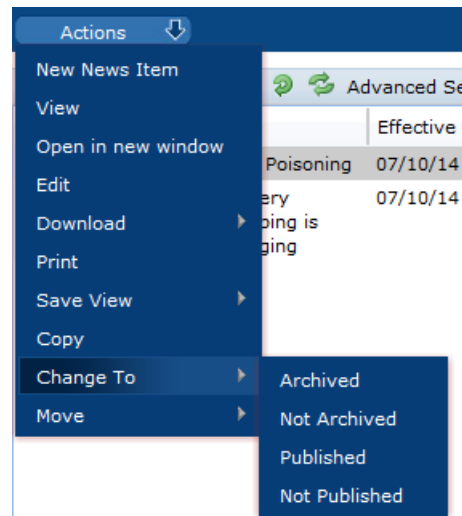 Actions
New News Item
View
Open in new window
Edit
Download
Print
Save View
Copy
Change To
Move
Archived
Not Archived
Published
Not Published
Advanced Se
Effective
Poisoning 07/10/14
ery 07/10/14
ping is
ging